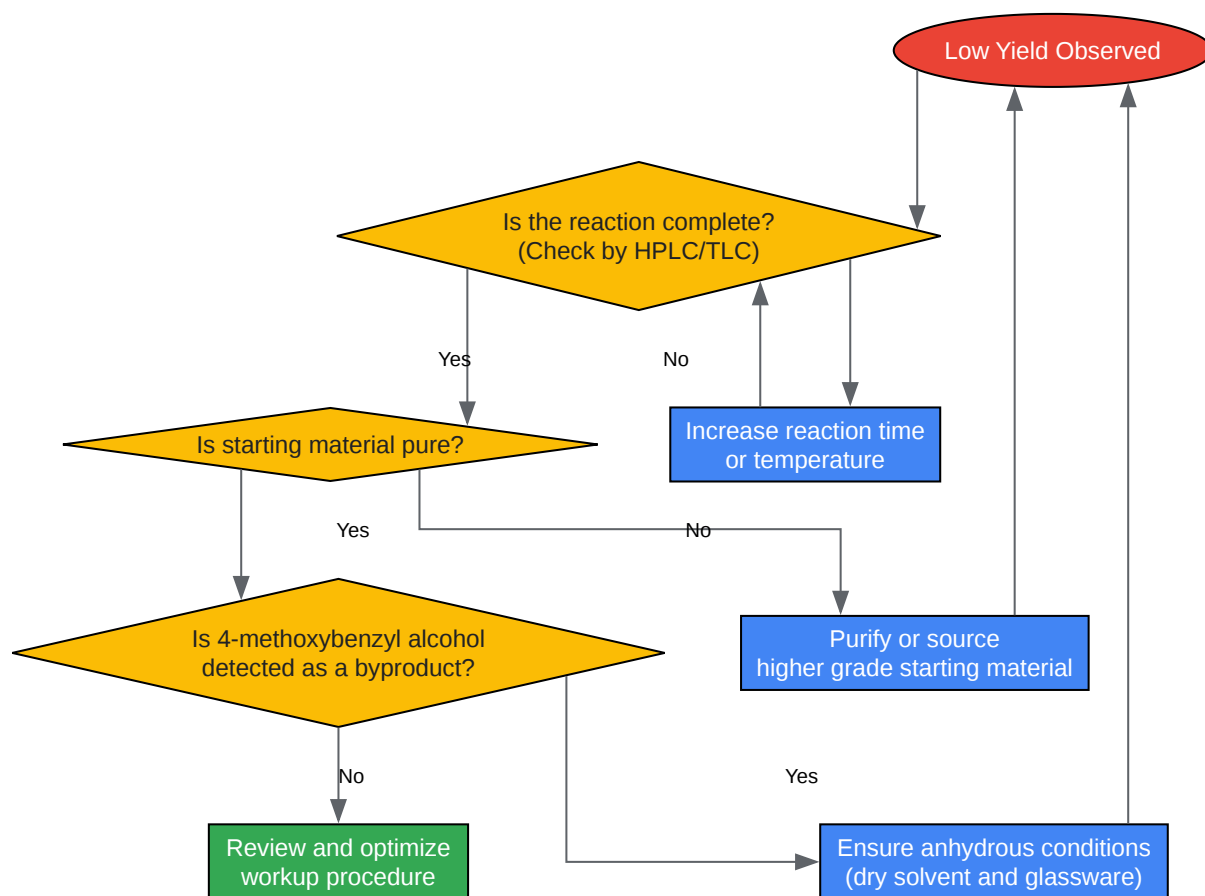 Low Yield Observed
Is the reaction complete?
(Check by HPLC/TLC)
Yes
No
Increase reaction time
or temperature
Is starting material pure?
Yes
No
Purify or source
higher grade starting material
Is 4-methoxybenzyl alcohol
detected as a byproduct?
No
Yes
Review and optimize
workup procedure
Ensure anhydrous conditions
(dry solvent and glassware)